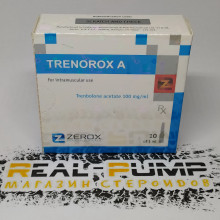 TRENOROX A
For intramuscular use
Trenbolone acetate 100 mg/ml
Z
ZEROX
Rx
10
REAL PUMP
МАГАЗИН СТЕРОИДОВ